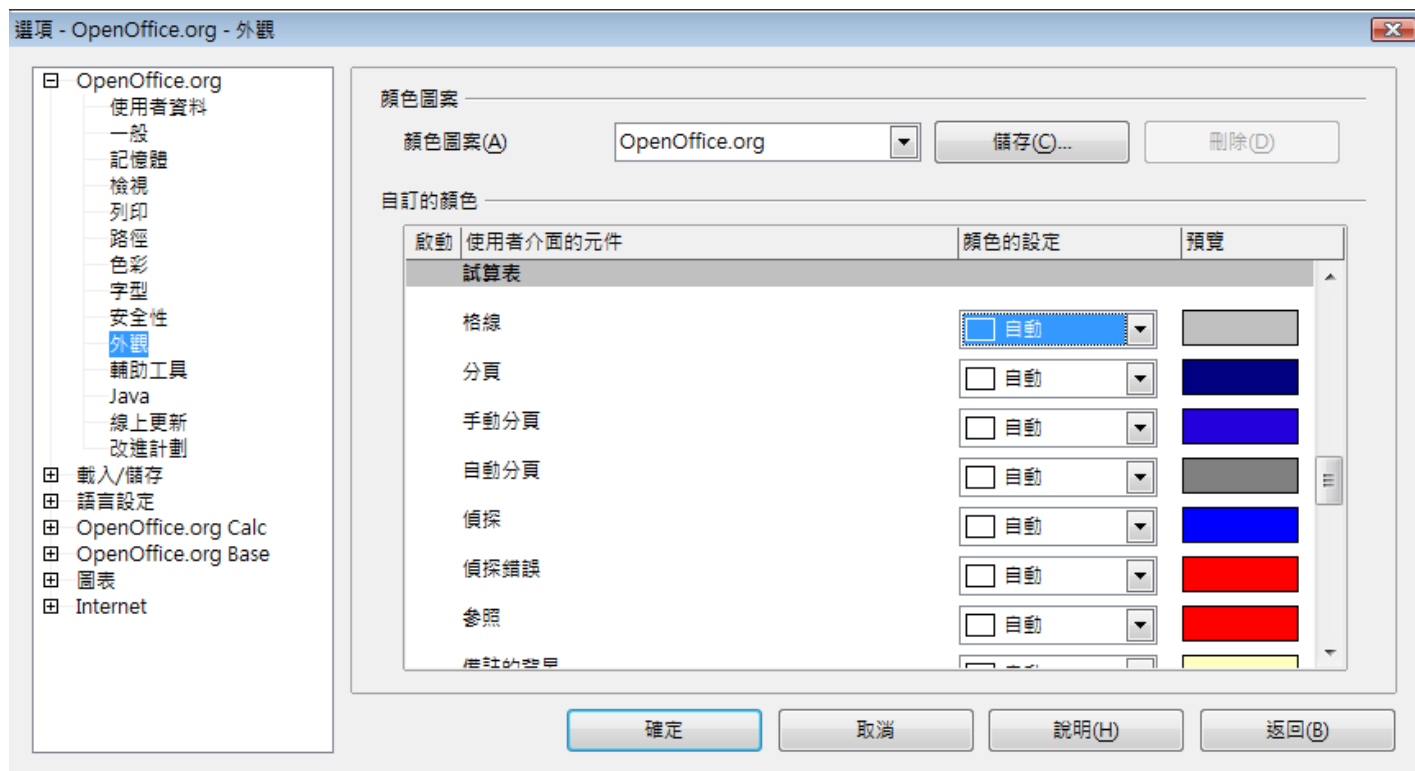 選項 - OpenOffice.org - 外觀
OpenOffice.org
使用者資料
一般
記憶體
檢視
列印
路徑
色彩
字型
安全性
外觀
輔助工具
Java
線上更新
改進計劃
載入/儲存
語言設定
OpenOffice.org Calc
OpenOffice.org Base
圖表
Internet
顏色圖案
顏色圖案(A) OpenOffice.org 儲存(C)... 刪除(D)
自訂的顏色
啟動 使用者介面的元件 顏色的設定 預覽
試算表
格線 自動
分頁 自動
手動分頁 自動
自動分頁 自動
偵探 自動
偵探錯誤 自動
參照 自動
備註的背景 自動
確定 取消 說明(H) 返回(B)